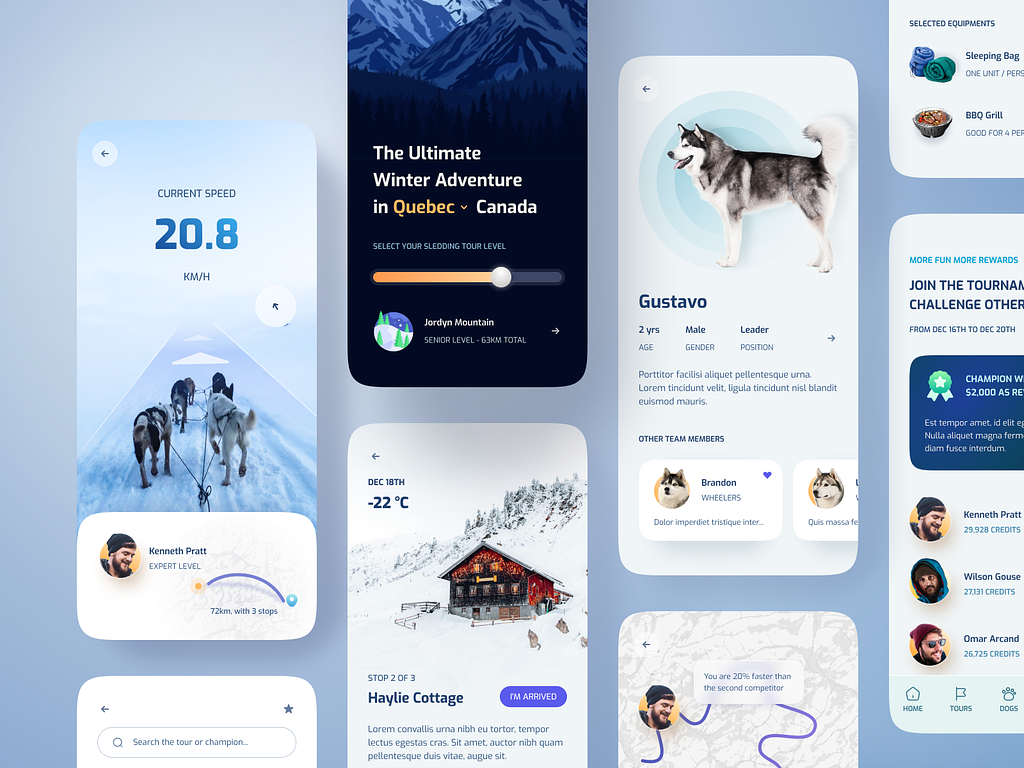 CURRENT SPEED
20.8
KM/H
Kenneth Pratt
EXPERT LEVEL
72km, with 3 stops
Search the tour or champion...
The Ultimate
Winter Adventure
in Quebec Canada
SELECT YOUR SLEDDING TOUR LEVEL
Jordyn Mountain
SENIOR LEVEL - 63KM TOTAL
DEC 18TH
-22 °C
STOP 2 OF 3
Haylie Cottage
I'M ARRIVED
Lorem convallis urna nibh eu tortor, tempor
lectus egestas cras. Sit amet, auctor nibh quam
pellentesque duis vitae, augue sit.
Gustavo
2 yrs Male Leader
AGE GENDER POSITION
Porttitor facilisi aliquet pellentesque urna.
Lorem tincidunt velit, ligula tincidunt nisl blandit
euismod mauris.
OTHER TEAM MEMBERS
Brandon
WHEELERS
Dolor imperdiet tristique inter...
Quis massa fe
You are 20% faster than
the second competitor
SELECTED EQUIPMENTS
Sleeping Bag
ONE UNIT / PERS
BBQ Grill
GOOD FOR 4 PER
MORE FUN MORE REWARDS
JOIN THE TOURNAM
CHALLENGE OTHER
FROM DEC 16TH TO DEC 20TH
CHAMPION WI
$2,000 AS RE
Est tempor amet, id elit eg
Nulla aliquet magna ferme
diam fusce interdum.
Kenneth Pratt
29,928 CREDITS
Wilson Gouse
27,131 CREDITS
Omar Arcand
26,725 CREDITS
HOME TOURS DOGS